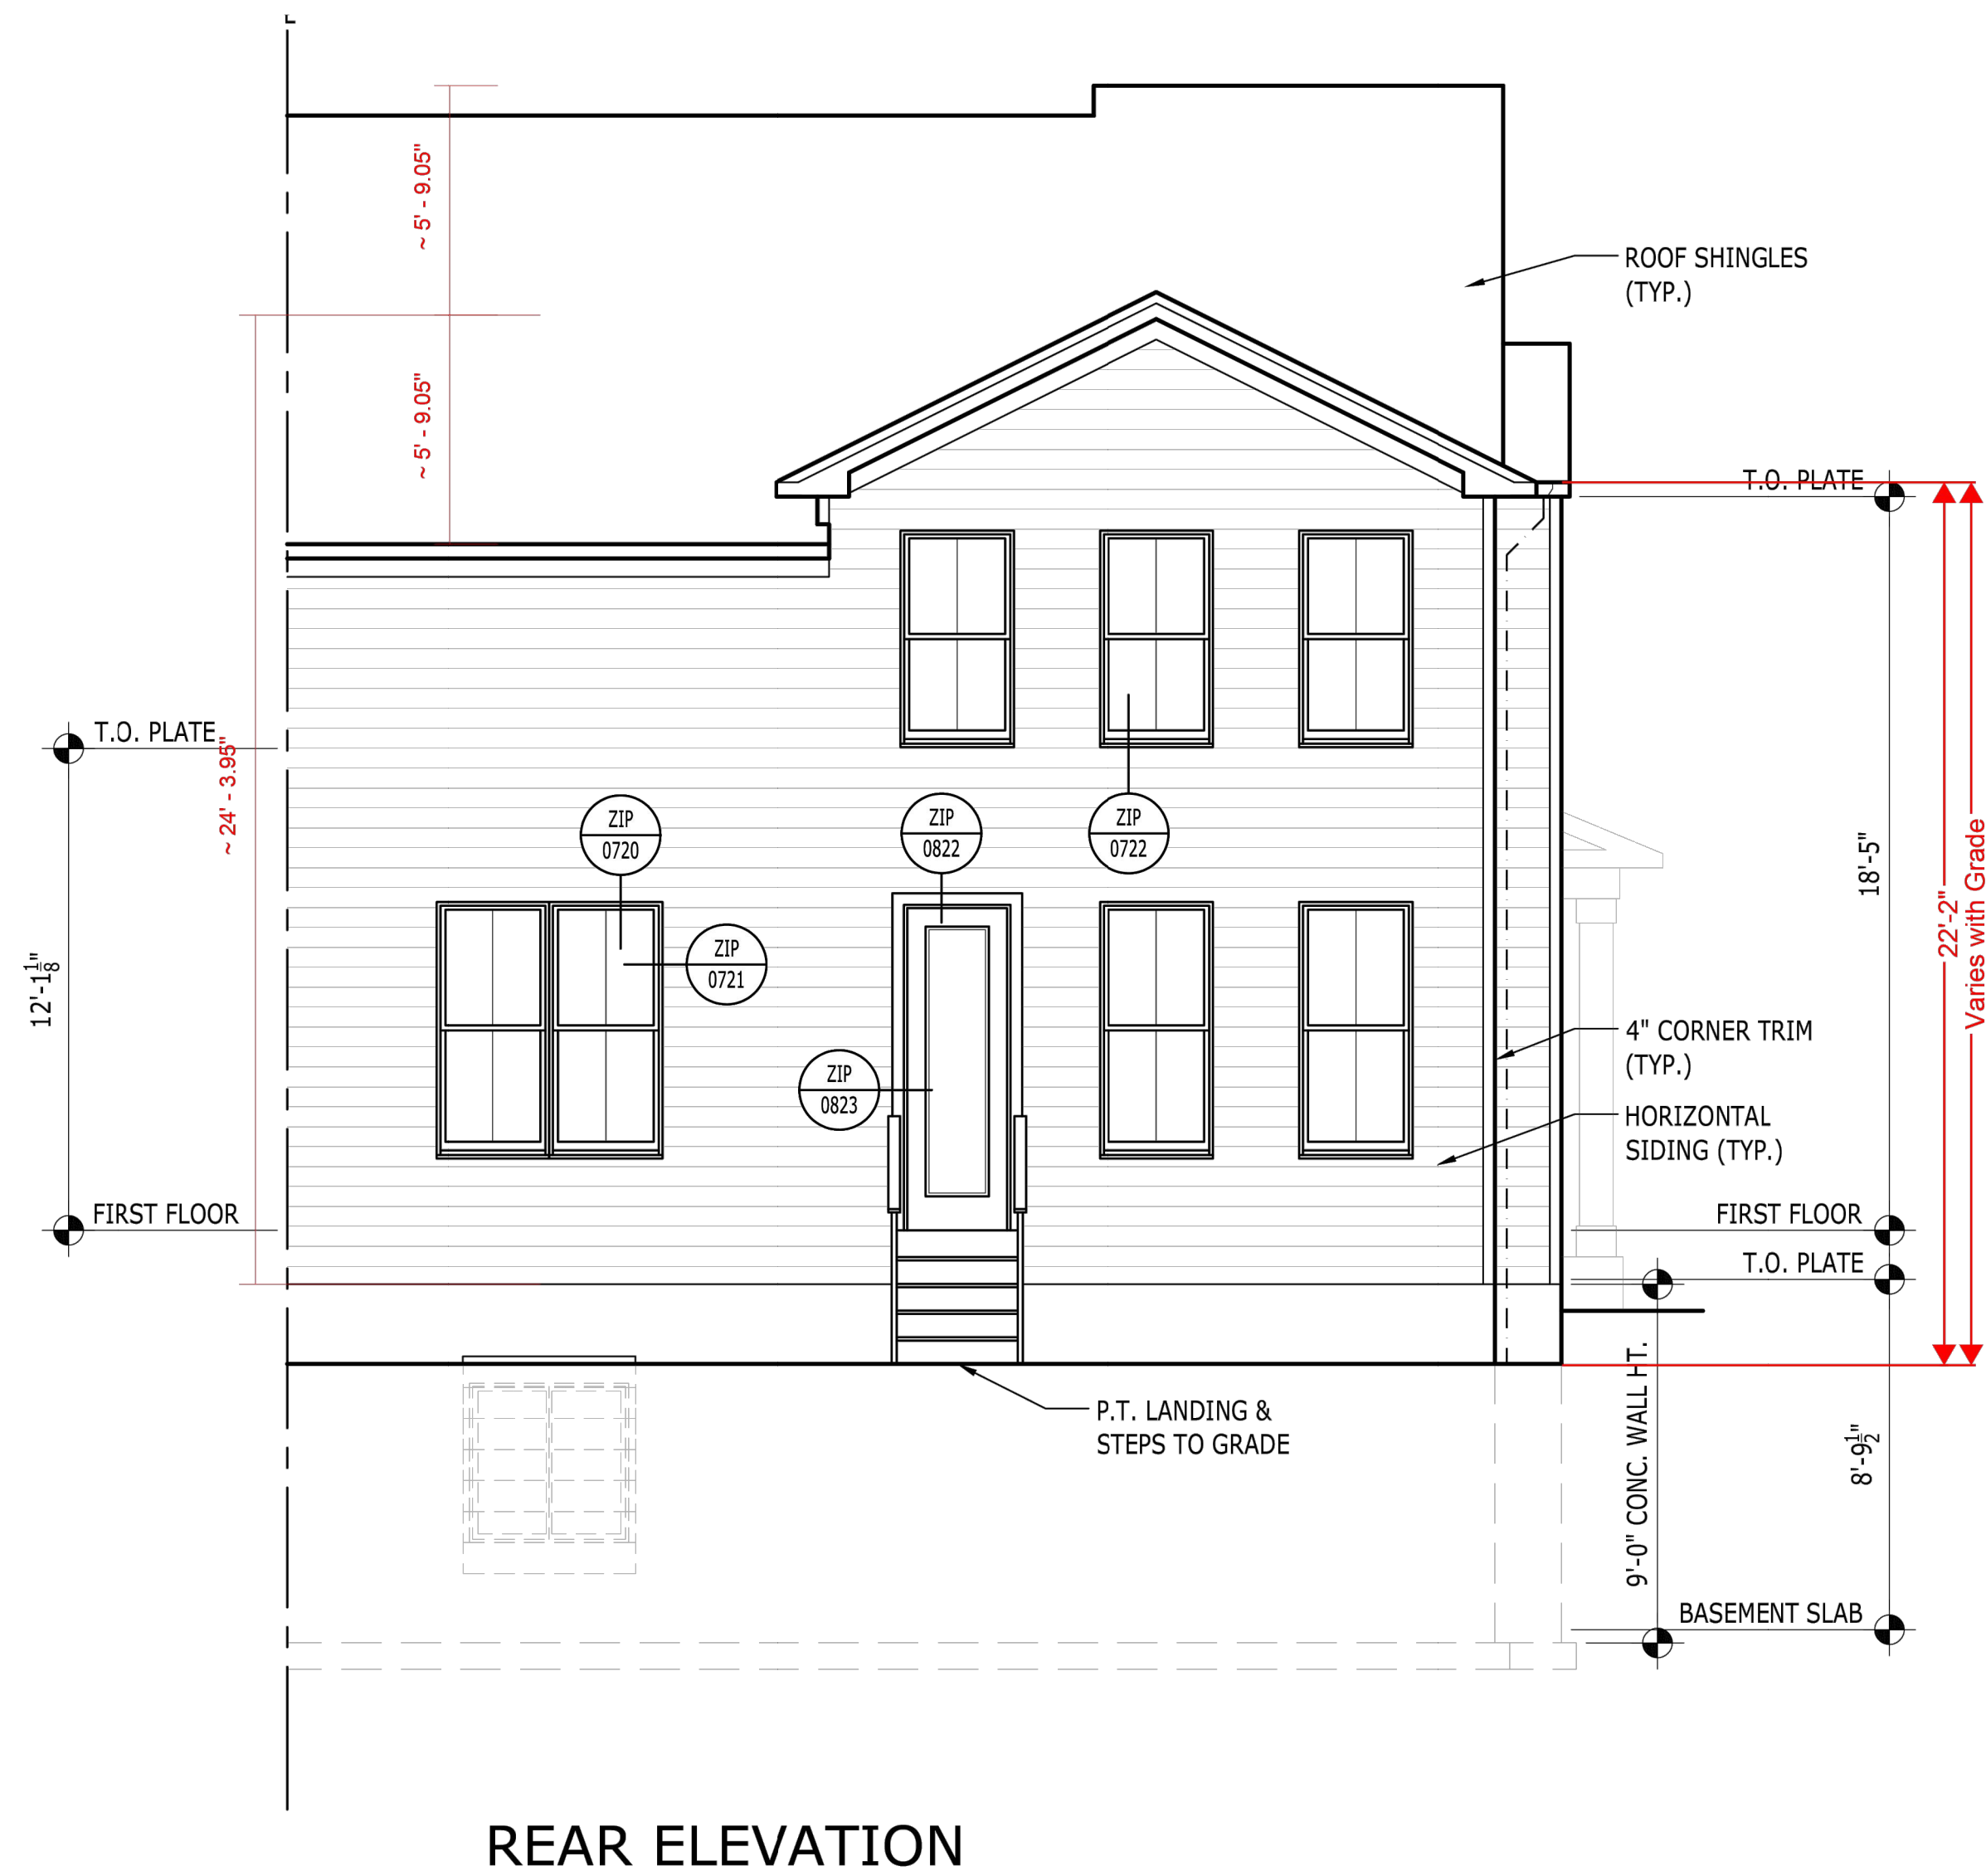 ~ 5' - 9.05"
ROOF SHINGLES
(TYP.)
~ 5' - 9.05"
T.O. PLATE
T.O. PLATE
~ 24' - 3.95"
ZIP
0720
ZIP
0822
ZIP
0722
18'-5"
22'-2"
Varies with Grade
ZIP
0721
12'-1 1/8"
4" CORNER TRIM
(TYP.)
ZIP
0823
HORIZONTAL
SIDING (TYP.)
FIRST FLOOR
FIRST FLOOR
T.O. PLATE
P.T. LANDING &
STEPS TO GRADE
9'-0" CONC. WALL HT.
8'-9 1/2"
BASEMENT SLAB
REAR ELEVATION